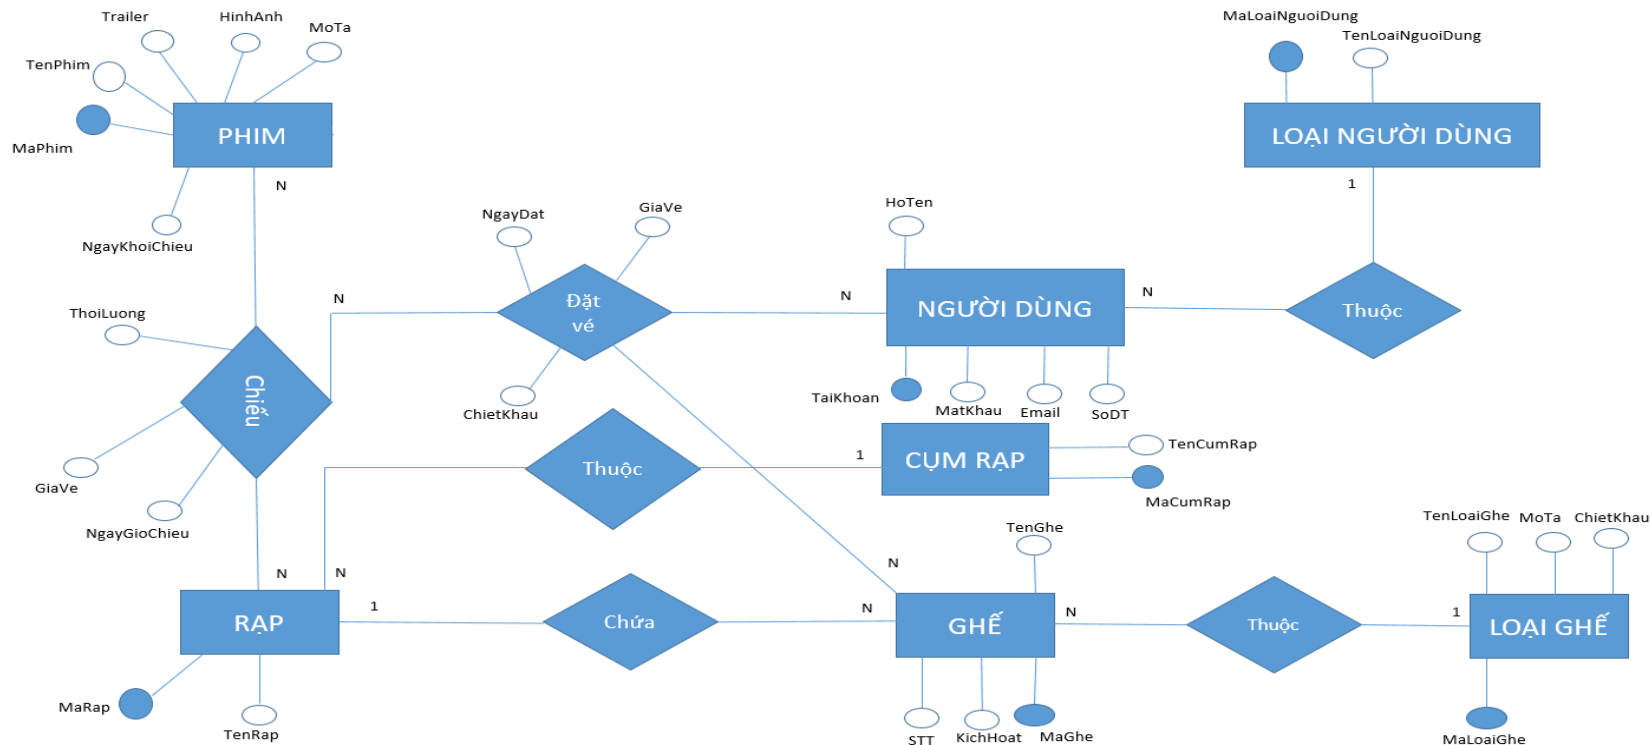 Trailer
HinhAnh
MoTa
TenPhim
MaPhim
PHIM
N
NgayKhoiChieu
MaLoaiNguoiDung
TenLoaiNguoiDung
LOẠI NGƯỜI DÙNG
1
NgayDat
GiaVe
HoTen
N
Đặt
vé
N
NGƯỜI DÙNG
N
Thuộc
ThoiLuong
Chiếu
ChietKhau
TaiKhoan
MatKhau
Email
SoDT
GiaVe
NgayGioChieu
Thuộc
1
CỤM RẠP
TenCumRap
MaCumRap
N
N
RẠP
1
Chứa
N
N
TenGhe
GHẾ
N
Thuộc
1
TenLoaiGhe
MoTa
ChietKhau
LOẠI GHẾ
MaRap
TenRap
STT
KichHoat
MaGhe
MaLoaiGhe